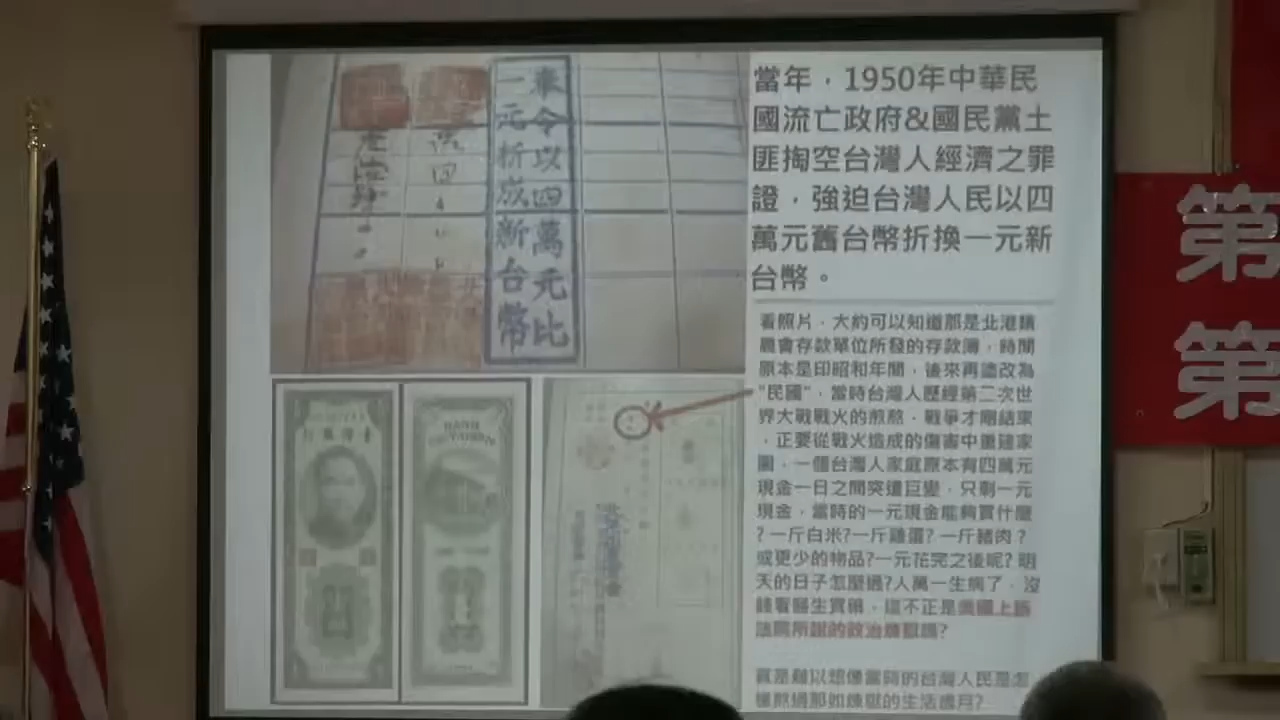 奉令以四萬元比
一元折成新台幣
當年，1950年中華民
國流亡政府&國民黨土
匪掏空台灣人經濟之罪
證，強迫台灣人民以四
萬元舊台幣折換一元新
台幣。
看照片，大約可以知道那是北港鎮
農會存款單位所發的存款簿，時間
原本是印昭和年間，後來再塗改為
"民國"，當時台灣人歷經第二次世
界大戰戰火的煎熬，戰爭才剛結束
，正要從戰火造成的傷害中重建家
園，一個台灣人家庭原本有四萬元
現金一日之間突遭巨變，只剩一元
現金，當時的一元現金能夠買什麼
?一斤白米?一斤雞蛋?一斤豬肉?
或更少的物品?一元花完之後呢?明
天的日子怎麼過?人萬一生病了，沒
錢看醫生買藥，這不正是美國上訴
法院所說的政治煉獄嗎?
實是難以想像當時的台灣人民是怎
樣熬過那如煉獄的生活歲月?
第
第